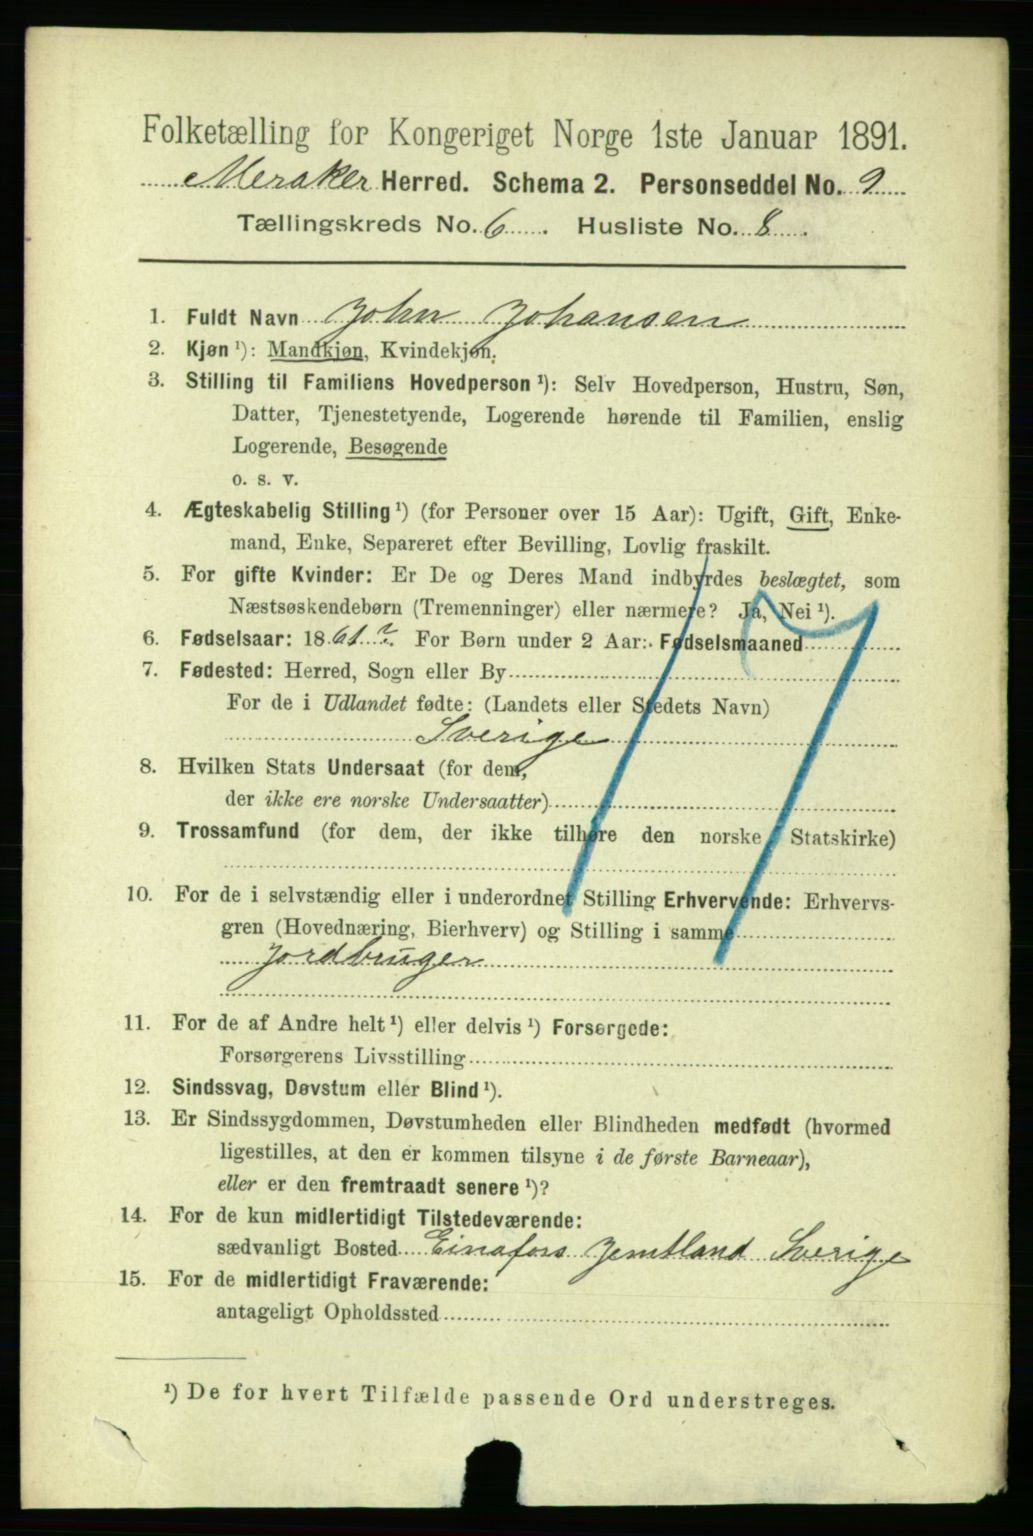 Folketælling for Kongeriget Norge 1ste Januar 1891.
Meraker Herred. Schema 2. Personseddel No. 9
Tællingskreds No. 6. Husliste No. 8.
1. Fuldt Navn John Johansen
2. Kjøn ¹): Mandkjøn, Kvindekjøn.
3. Stilling til Familiens Hovedperson ¹): Selv Hovedperson, Hustru, Søn,
Datter, Tjenestetyende, Logerende hørende til Familien, enslig
Logerende, Besøgende
o. s. v.
4. Ægteskabelig Stilling ¹) (for Personer over 15 Aar): Ugift, Gift, Enke-
mand, Enke, Separeret efter Bevilling, Lovlig fraskilt.
5. For gifte Kvinder: Er De og Deres Mand indbyrdes beslægtet, som
Næstsøskendebørn (Tremenninger) eller nærmere? Ja, Nei ¹).
6. Fødselsaar: 1861 ?. For Børn under 2 Aar: Fødselsmaaned
7. Fødested: Herred, Sogn eller By
For de i Udlandet fødte: (Landets eller Stedets Navn)
Sverige
8. Hvilken Stats Undersaat (for dem,
der ikke ere norske Undersaatter)
9. Trossamfund (for dem, der ikke tilhøre den norske Statskirke)
10. For de i selvstændig eller i underordnet Stilling Erhvervende: Erhvervs-
gren (Hovednæring, Bierhverv) og Stilling i samme
Jordbruger
11. For de af Andre helt ¹) eller delvis ¹) Forsørgede:
Forsørgerens Livsstilling
12. Sindssvag, Døvstum eller Blind ¹).
13. Er Sindssygdommen, Døvstumheden eller Blindheden medfødt (hvormed
ligestilles, at den er kommen tilsyne i de første Barneaar),
eller er den fremtraadt senere ¹)?
14. For de kun midlertidigt Tilstedeværende:
sædvanligt Bosted Einafors Jemtland Sverige
15. For de midlertidigt Fraværende:
antageligt Opholdssted
¹) De for hvert Tilfælde passende Ord understreges.